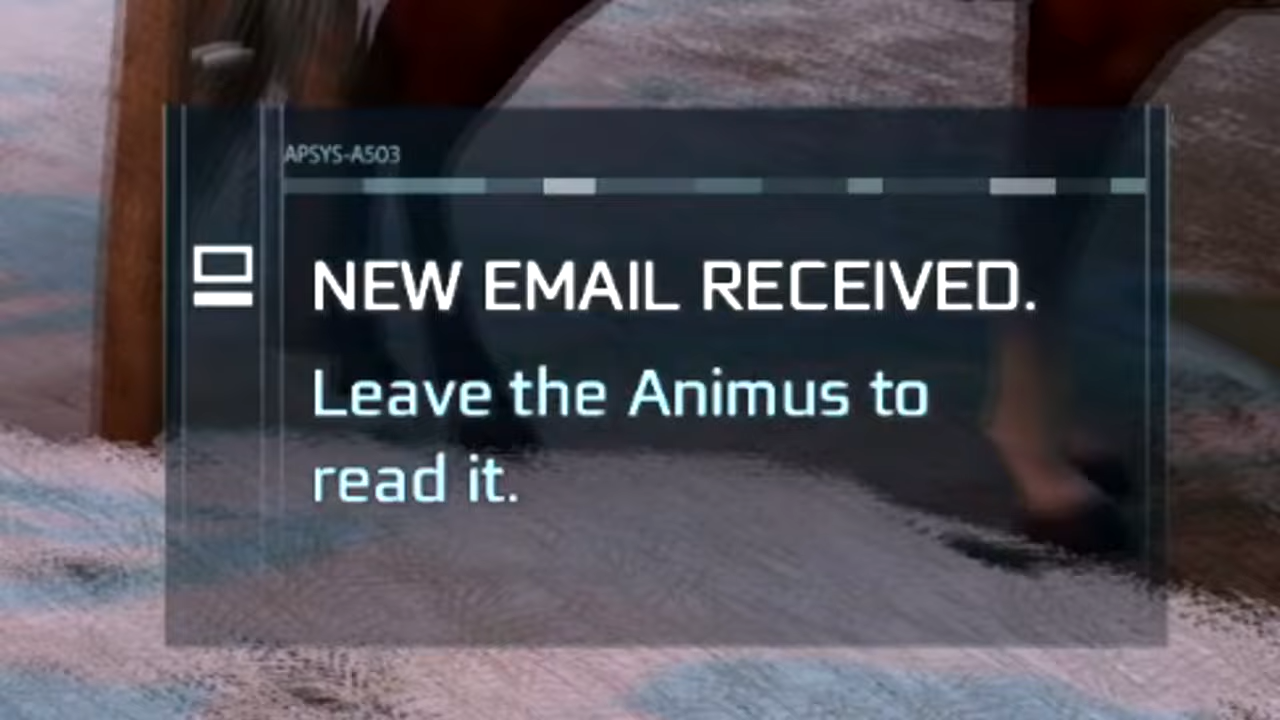 APSYS-A503
NEW EMAIL RECEIVED.
Leave the Animus to
read it.